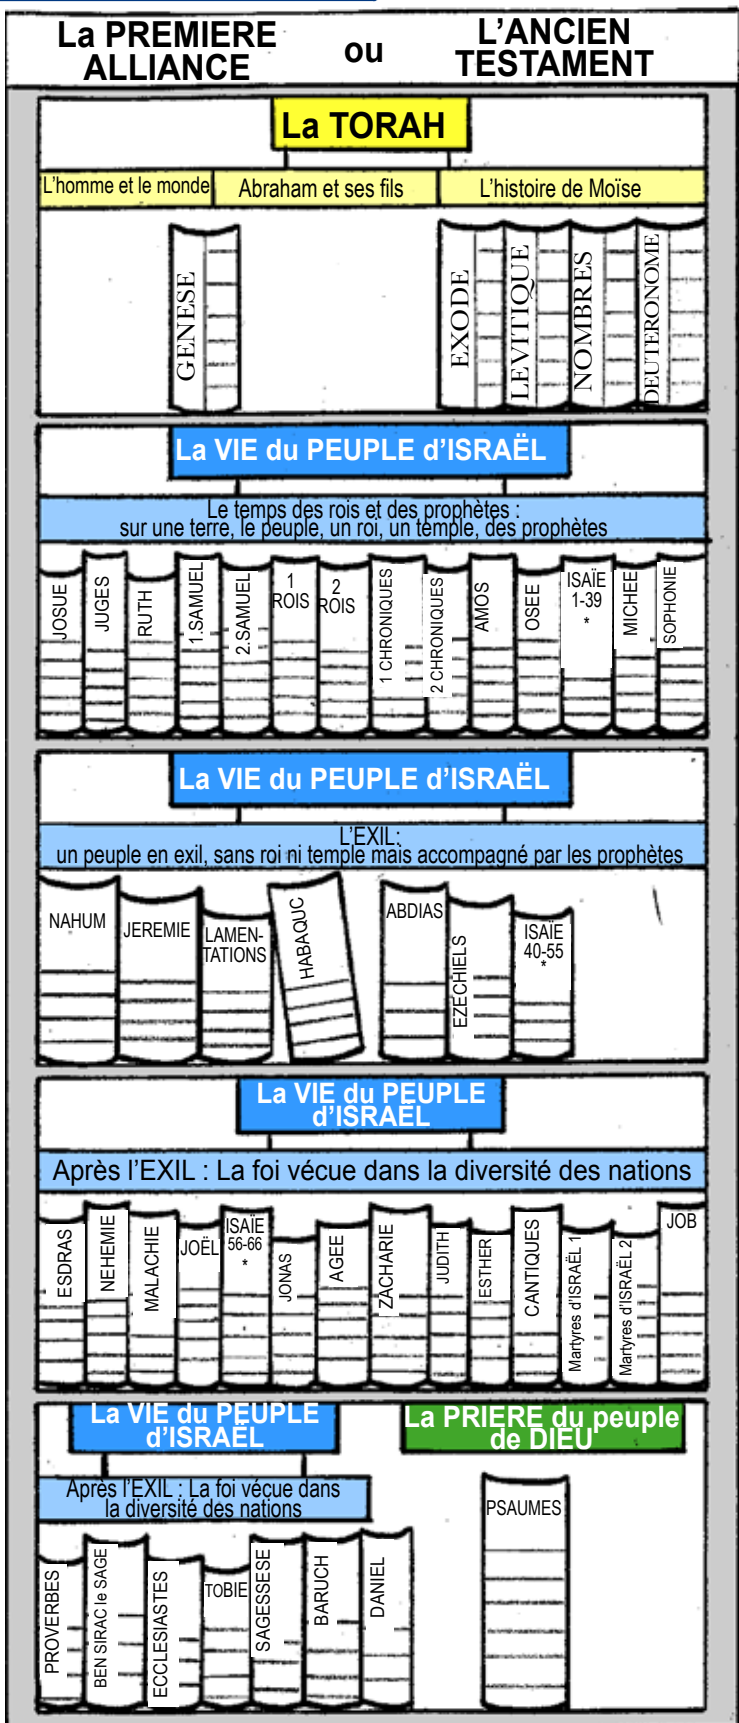 La PREMIERE
ALLIANCE
ou
L'ANCIEN
TESTAMENT
La TORAH
L'homme et le monde
Abraham et ses fils
L'histoire de Moïse
GENESE
EXODE
LEVITIQUE
NOMBRES
DEUTERONOME
La VIE du PEUPLE d'ISRAËL
Le temps des rois et des prophètes :
sur une terre, le peuple, un roi, un temple, des prophètes
JOSUE
JUGES
RUTH
1.SAMUEL
2.SAMUEL
1
ROIS
2
ROIS
1 CHRONIQUES
2 CHRONIQUES
AMOS
OSEE
ISAÏE
1-39
*
MICHEE
SOPHONIE
La VIE du PEUPLE d'ISRAËL
L'EXIL:
un peuple en exil, sans roi ni temple mais accompagné par les prophètes
NAHUM
JEREMIE
LAMEN-
TATIONS
HABAQUC
ABDIAS
EZECHIELS
ISAÏE
40-55
*
La VIE du PEUPLE
d'ISRAËL
Après l'EXIL : La foi vécue dans la diversité des nations
ESDRAS
NEHEMIE
MALACHIE
JOËL
ISAÏE
56-66
*
JONAS
AGEE
ZACHARIE
JUDITH
ESTHER
CANTIQUES
Martyres d'ISRAËL 1
Martyres d'ISRAËL 2
JOB
La VIE du PEUPLE
d'ISRAËL
La PRIERE du peuple
de DIEU
Après l'EXIL : La foi vécue dans
la diversité des nations
PROVERBES
BEN SIRAC le SAGE
ECCLESIASTES
TOBIE
SAGESSESE
BARUCH
DANIEL
PSAUMES